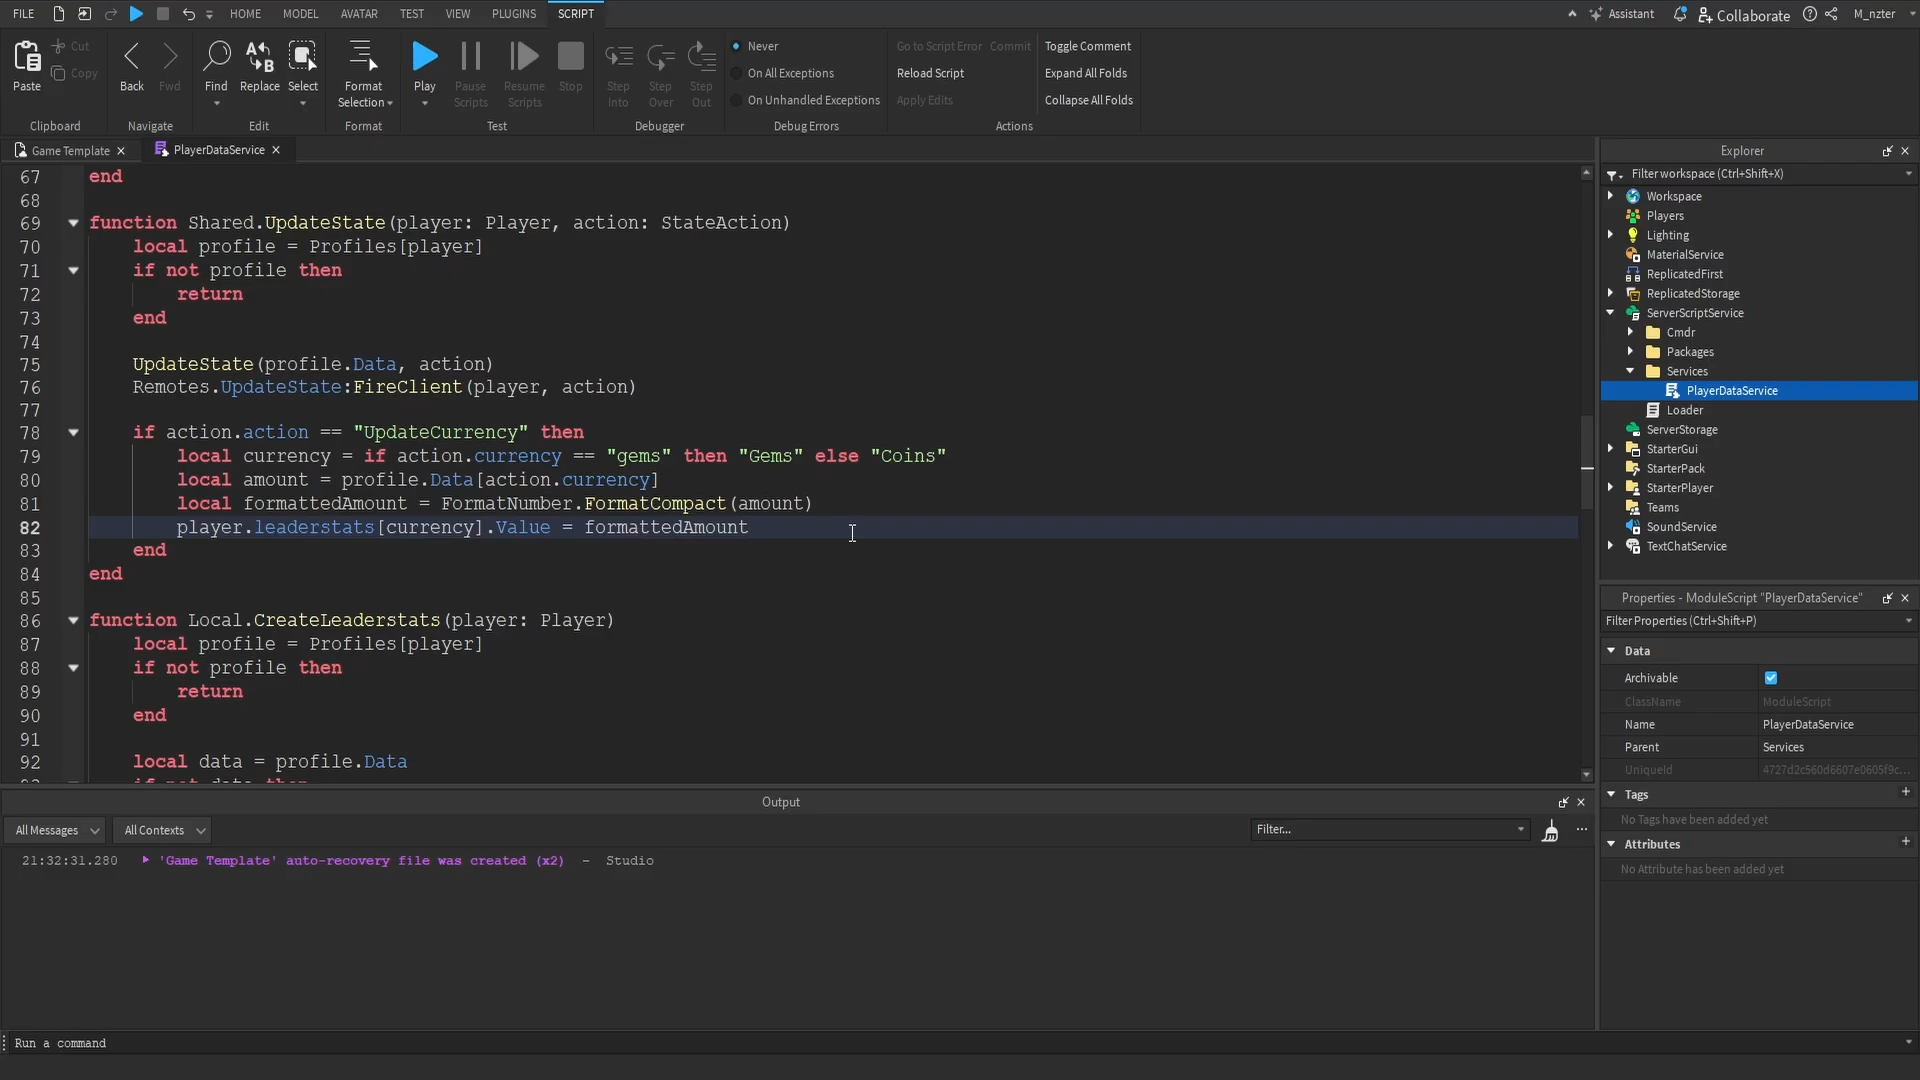 FILE HOME MODEL AVATAR TEST VIEW PLUGINS SCRIPT Assistant Collaborate M_nzter
Paste Cut Copy Back Fwd Find Replace Select Format Selection Play Pause Scripts Resume Scripts Stop Step Into Step Over Step Out
Never
On All Exceptions
On Unhandled Exceptions
Go to Script Error Commit Toggle Comment
Reload Script Expand All Folds
Apply Edits Collapse All Folds
Clipboard Navigate Edit Format Test Debugger Debug Errors Actions
Game Template PlayerDataService
67 end
68
69 function Shared.UpdateState(player: Player, action: StateAction)
70 local profile = Profiles[player]
71 if not profile then
72 return
73 end
74
75 UpdateState(profile.Data, action)
76 Remotes.UpdateState:FireClient(player, action)
77
78 if action.action == "UpdateCurrency" then
79 local currency = if action.currency == "gems" then "Gems" else "Coins"
80 local amount = profile.Data[action.currency]
81 local formattedAmount = FormatNumber.FormatCompact(amount)
82 player.leaderstats[currency].Value = formattedAmount
83 end
84 end
85
86 function Local.CreateLeaderstats(player: Player)
87 local profile = Profiles[player]
88 if not profile then
89 return
90 end
91
92 local data = profile.Data
Explorer
Filter workspace (Ctrl+Shift+X)
Workspace
Players
Lighting
MaterialService
ReplicatedFirst
ReplicatedStorage
ServerScriptService
Cmdr
Packages
Services
PlayerDataService
Loader
ServerStorage
StarterGui
StarterPack
StarterPlayer
Teams
SoundService
TextChatService
Properties - ModuleScript "PlayerDataService"
Filter Properties (Ctrl+Shift+P)
Data
Archivable
ClassName ModuleScript
Name PlayerDataService
Parent Services
UniqueId 4727d2c560d6607e0605f9c...
Tags
No Tags have been added yet
Attributes
No Attribute has been added yet
Output
All Messages All Contexts Filter...
21:32:31.280 'Game Template' auto-recovery file was created (x2) - Studio
Run a command